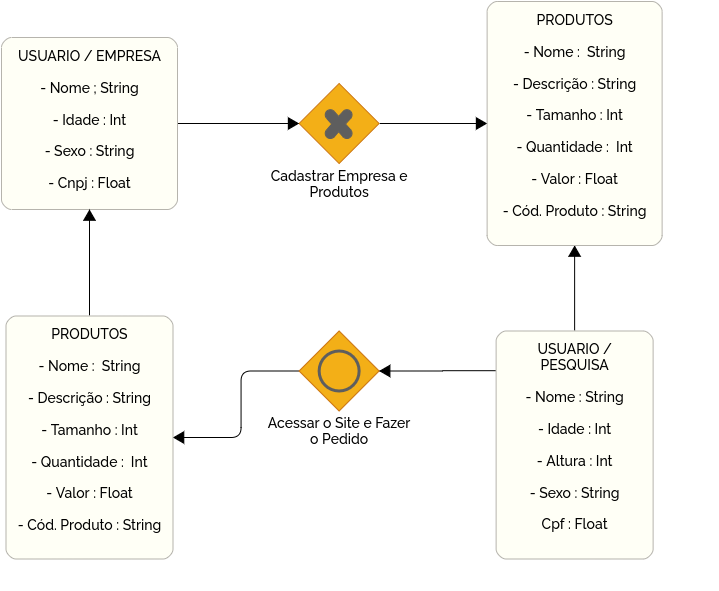 USUARIO / EMPRESA
- Nome ; String
- Idade : Int
- Sexo : String
- Cnpj : Float
Cadastrar Empresa e
Produtos
PRODUTOS
- Nome :  String
- Descrição : String
- Tamanho : Int
- Quantidade :  Int
- Valor : Float
- Cód. Produto : String
PRODUTOS
- Nome :  String
- Descrição : String
- Tamanho : Int
- Quantidade :  Int
- Valor : Float
- Cód. Produto : String
Acessar o Site e Fazer
o Pedido
USUARIO /
PESQUISA
- Nome : String
- Idade : Int
- Altura : Int
- Sexo : String
Cpf : Float